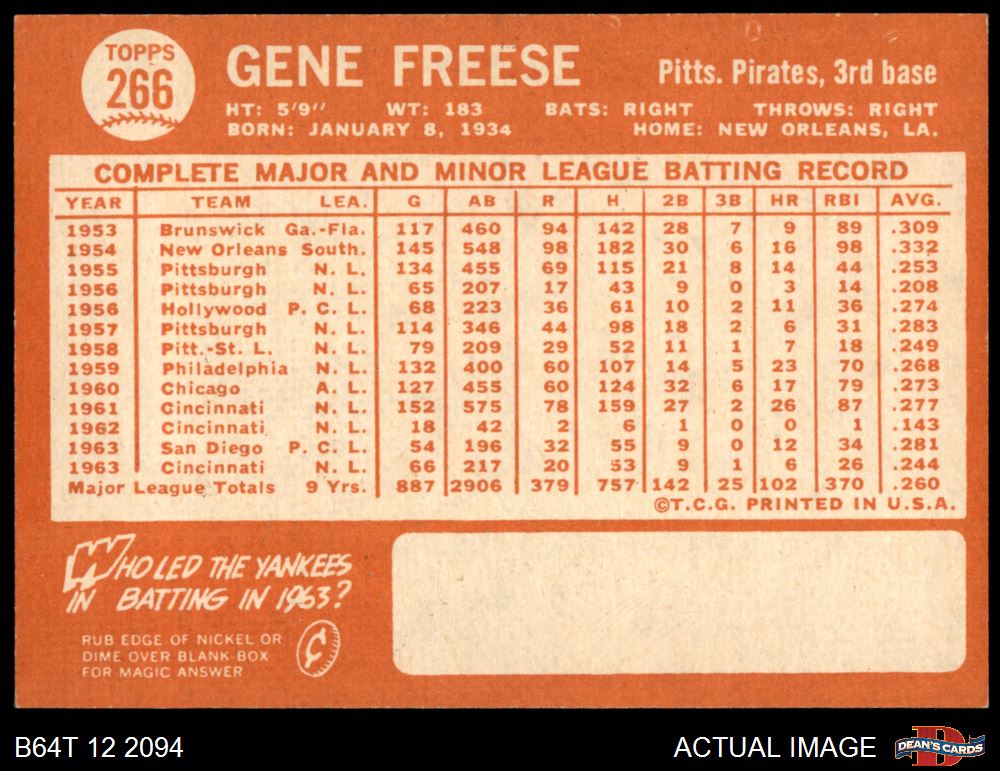 TOPPS
266
GENE FREESE
Pitts. Pirates, 3rd base
HT: 5'9" WT: 183 BATS: RIGHT THROWS: RIGHT
BORN: JANUARY 8, 1934 HOME: NEW ORLEANS, LA.
COMPLETE MAJOR AND MINOR LEAGUE BATTING RECORD
YEAR TEAM LEA. G AB R H 2B 3B HR RBI AVG.
1953 Brunswick Ga.-Fla. 117 460 94 142 28 7 9 89 .309
1954 New Orleans South. 145 548 98 182 30 6 16 98 .332
1955 Pittsburgh N. L. 134 455 69 115 21 8 14 44 .253
1956 Pittsburgh N. L. 65 207 17 43 9 0 3 14 .208
1956 Hollywood P. C. L. 68 223 36 61 10 2 11 36 .274
1957 Pittsburgh N. L. 114 346 44 98 18 2 6 31 .283
1958 Pitt.-St. L. N. L. 79 209 29 52 11 1 7 18 .249
1959 Philadelphia N. L. 132 400 60 107 14 5 23 70 .268
1960 Chicago A. L. 127 455 60 124 32 6 17 79 .273
1961 Cincinnati N. L. 152 575 78 159 27 2 26 87 .277
1962 Cincinnati N. L. 18 42 2 6 1 0 0 1 .143
1963 San Diego P. C. L. 54 196 32 55 9 0 12 34 .281
1963 Cincinnati N. L. 66 217 20 53 9 1 6 26 .244
Major League Totals 9 Yrs. 887 2906 379 757 142 25 102 370 .260
©T.C.G. PRINTED IN U.S.A.
WHO LED THE YANKEES
IN BATTING IN 1963?
RUB EDGE OF NICKEL OR
DIME OVER BLANK BOX
FOR MAGIC ANSWER
¢
B64T 12 2094
ACTUAL IMAGE
D
DEAN'S CARDS